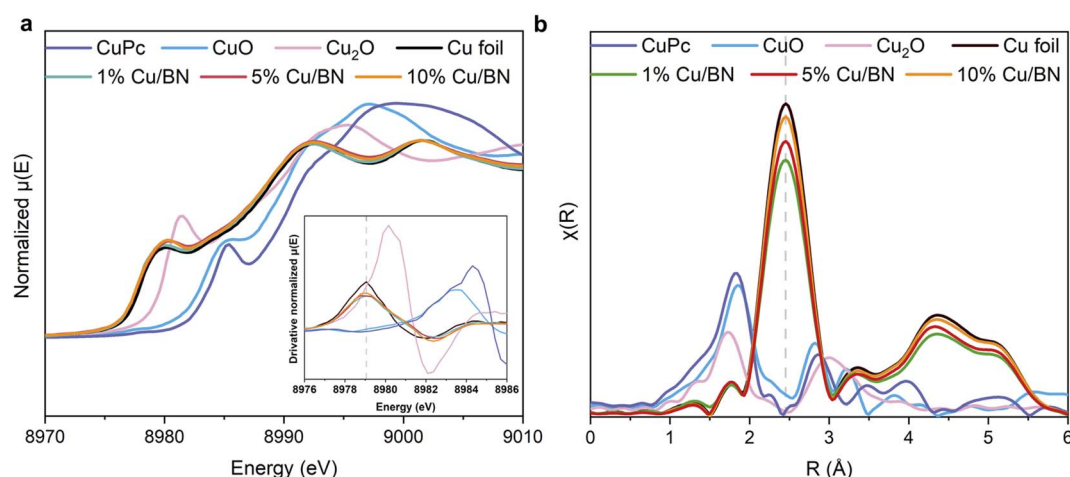 a
CuPc CuO Cu₂O Cu foil
1% Cu/BN 5% Cu/BN 10% Cu/BN
Normalized μ(E)
Drivative normalized μ(E)
8976 8978 8980 8982 8984 8986
Energy (eV)
8970 8980 8990 9000 9010
Energy (eV)
b
CuPc CuO Cu₂O Cu foil
1% Cu/BN 5% Cu/BN 10% Cu/BN
χ(R)
0 1 2 3 4 5 6
R (Å)